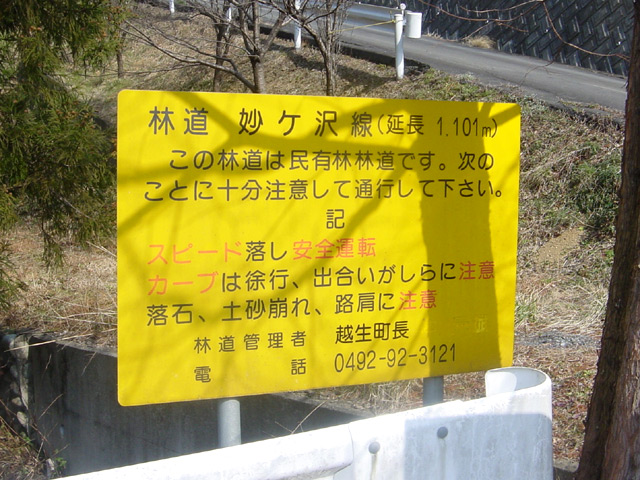 林道 妙ケ沢線(延長 1.101m)
この林道は民有林林道です。次の
ことに十分注意して通行して下さい。
記
スピード落し安全運転
カーブは徐行、出合いがしらに注意
落石、土砂崩れ、路肩に注意
林道管理者 越生町長
電話 0492-92-3121